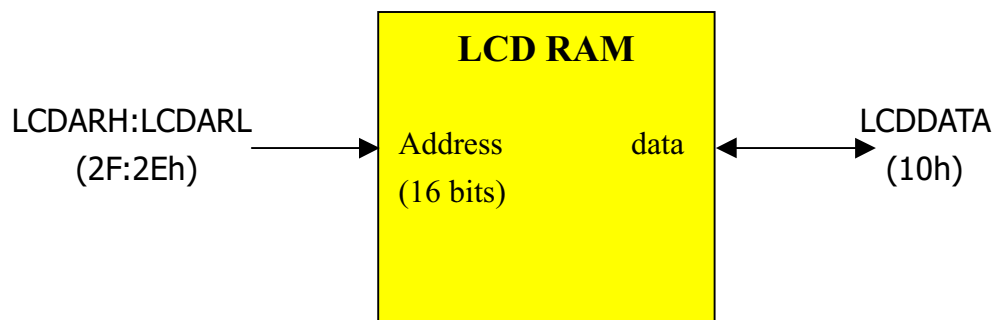 LCD RAM
LCDARH:LCDARL
(2F:2Eh)
Address data
(16 bits)
LCDDATA
(10h)